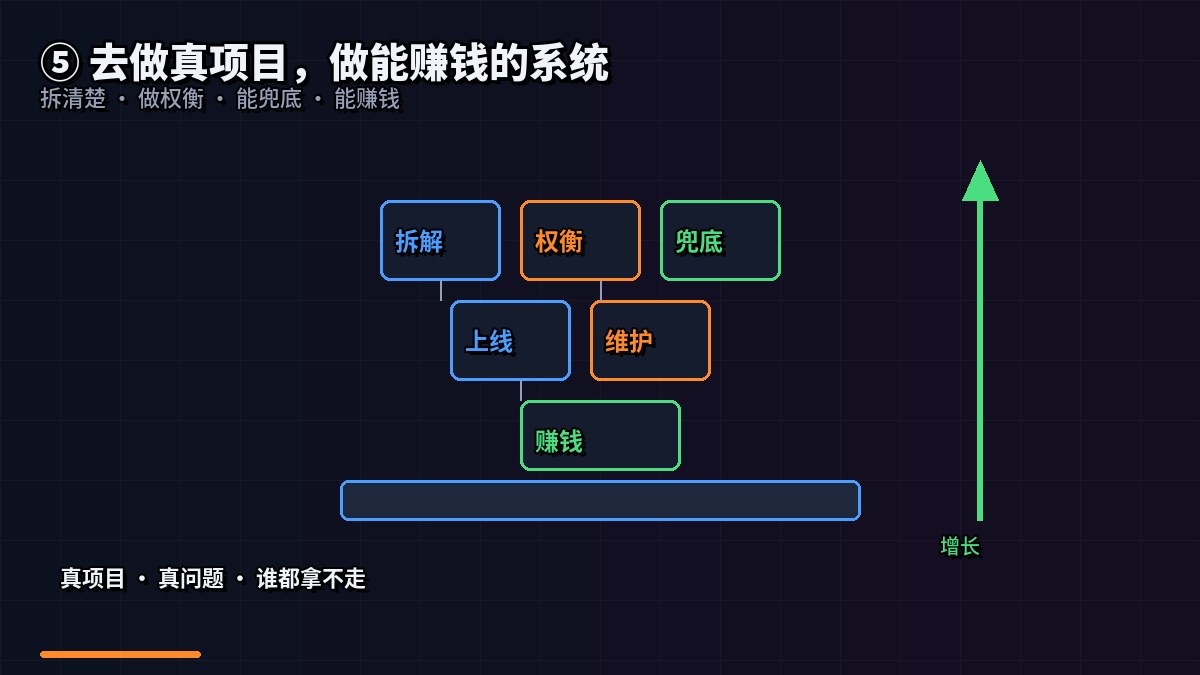 ⑤ 去做真项目，做能赚钱的系统
拆清楚 · 做权衡 · 能兜底 · 能赚钱
拆解
权衡
兜底
上线
维护
赚钱
增长
真项目 · 真问题 · 谁都拿不走